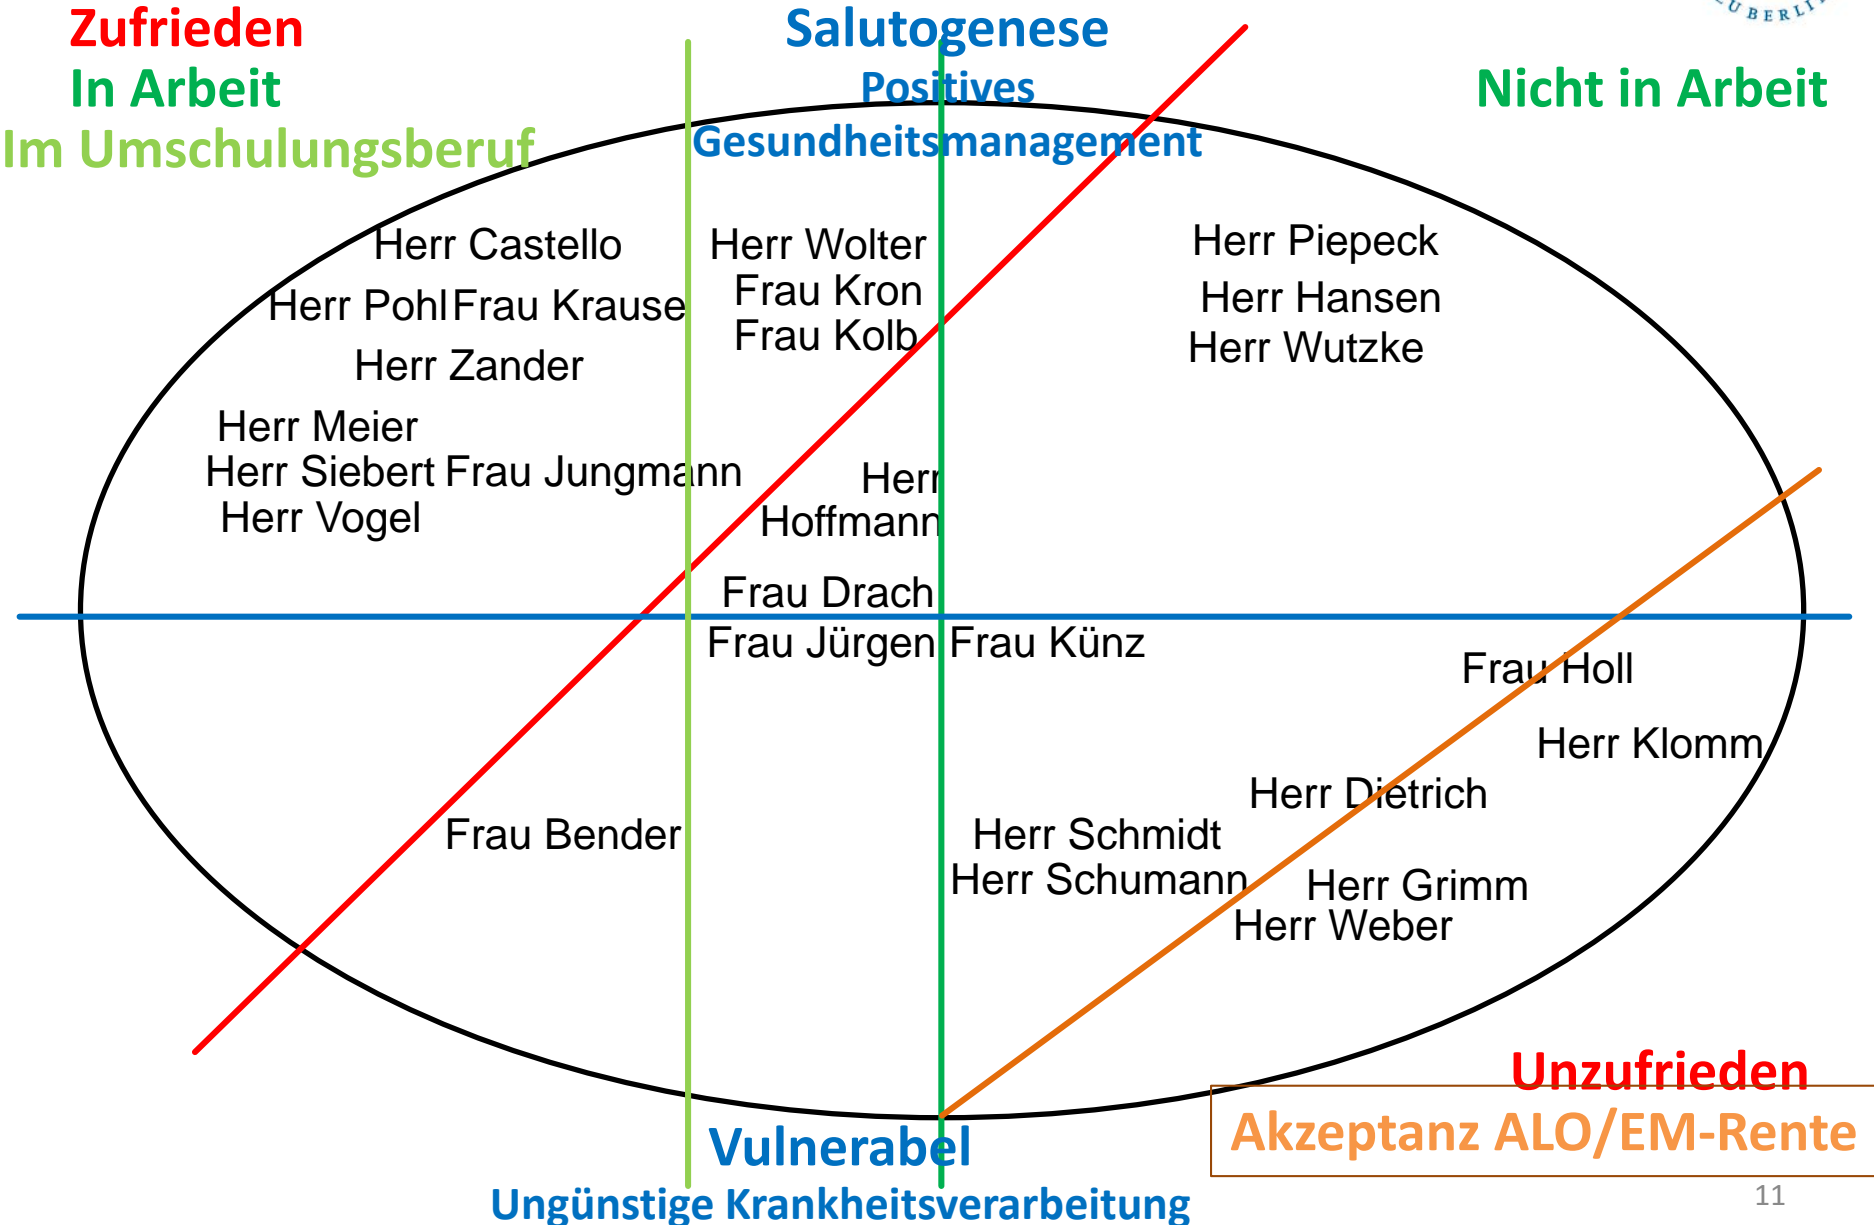 Zufrieden
In Arbeit
Im Umschulungsberuf
Salutogenese
Positives
Gesundheitsmanagement
Nicht in Arbeit
Herr Castello
Herr Wolter
Herr Piepeck
Herr Pohl Frau Krause
Frau Kron
Herr Hansen
Frau Kolb
Herr Wutzke
Herr Zander
Herr Meier
Herr Siebert Frau Jungmann
Herr Vogel
Herr
Hoffmann
Frau Drach
Frau Jürgen Frau Künz
Frau Holl
Herr Klomm
Herr Dietrich
Frau Bender
Herr Schmidt
Herr Schumann
Herr Grimm
Herr Weber
Unzufrieden
Akzeptanz ALO/EM-Rente
Vulnerabel
Ungünstige Krankheitsverarbeitung
11